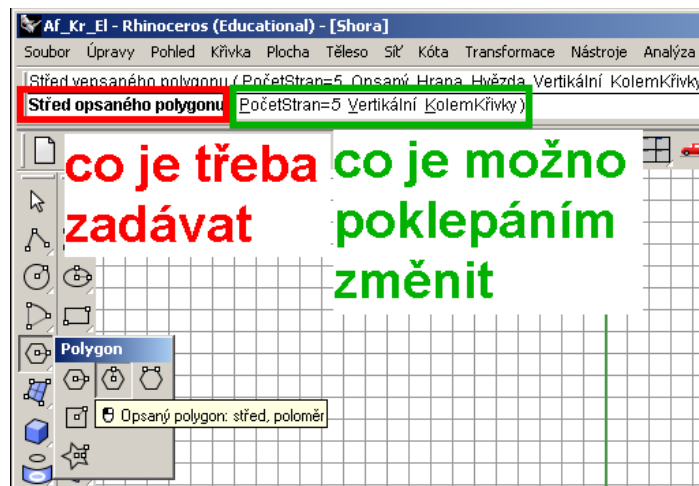 Af_Kr_El - Rhinoceros (Educational) - [Shora]
Soubor Úpravy Pohled Křivka Plocha Těleso Síť Kóta Transformace Nástroje Analýza
Střed vepsaného polygonu ( PočetStran=5 Opsaný Hrana Hvězda Vertikální KolemKřivky
Střed opsaného polygonu PočetStran=5 Vertikální KolemKřivky )
co je třeba
zadávat
co je možno
poklepáním
změnit
Polygon
Opsaný polygon: střed, poloměr